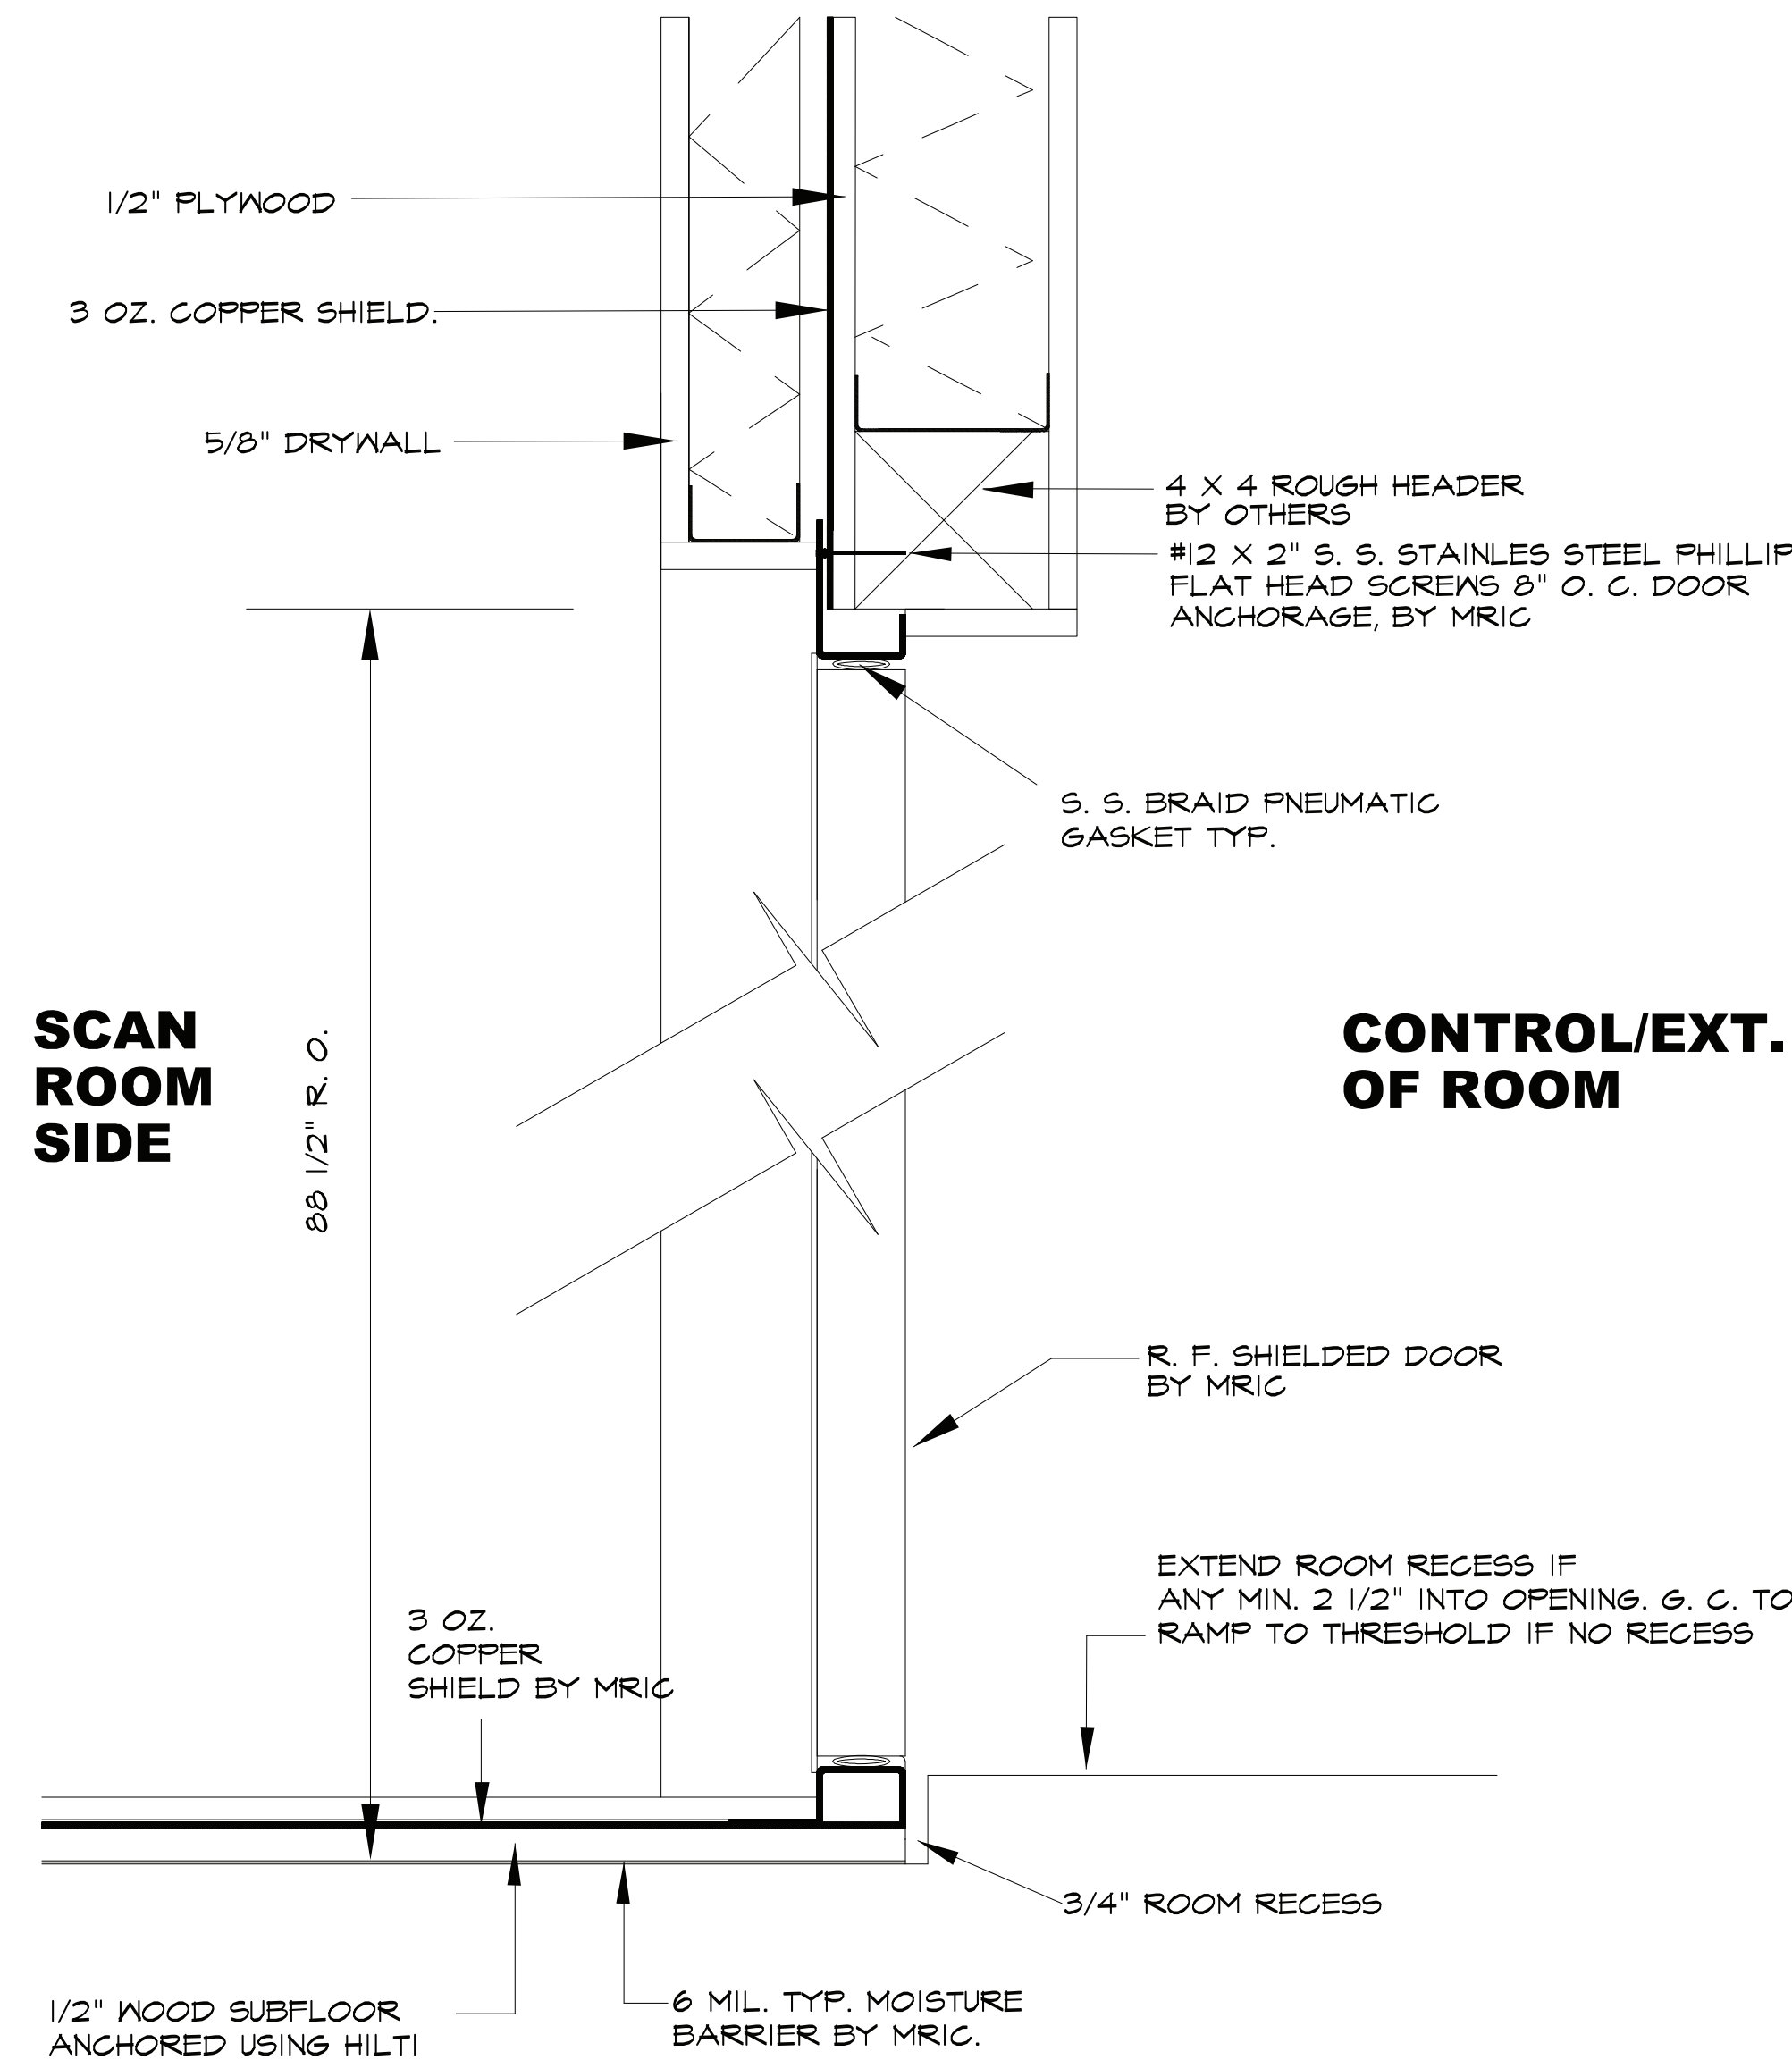 1/2" PLYWOOD
3 OZ. COPPER SHIELD.
5/8" DRYWALL
4 X 4 ROUGH HEADER
BY OTHERS
#12 X 2" S. S. STAINLES STEEL PHILLIP
FLAT HEAD SCREWS 8" O. C. DOOR
ANCHORAGE, BY MRIC
S. S. BRAID PNEUMATIC
GASKET TYP.
SCAN
ROOM
SIDE
88 1/2" R. O.
CONTROL/EXT.
OF ROOM
R. F. SHIELDED DOOR
BY MRIC
EXTEND ROOM RECESS IF
ANY MIN. 2 1/2" INTO OPENING. G. C. TO
RAMP TO THRESHOLD IF NO RECESS
3 OZ.
COPPER
SHIELD BY MRIC
3/4" ROOM RECESS
1/2" WOOD SUBFLOOR
ANCHORED USING HILTI
6 MIL. TYP. MOISTURE
BARRIER BY MRIC.